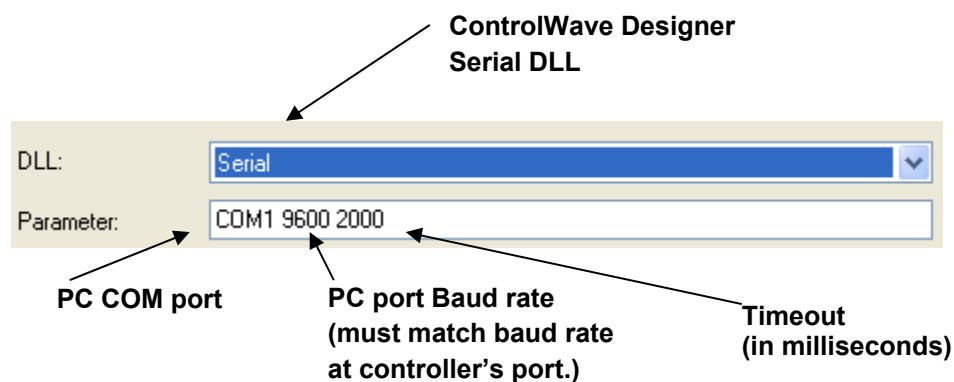 ControlWave Designer
Serial DLL
DLL:
Serial
Parameter:
COM1 9600 2000
PC COM port
PC port Baud rate
(must match baud rate
at controller's port.)
Timeout
(in milliseconds)